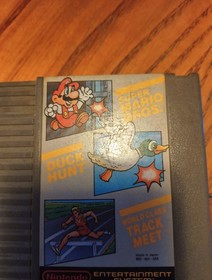 SUPER
MARIO
BROS.
DUCK
HUNT
WORLD CLASS
TRACK
MEET
Nintendo
ENTERTAINMENT
SYSTEM